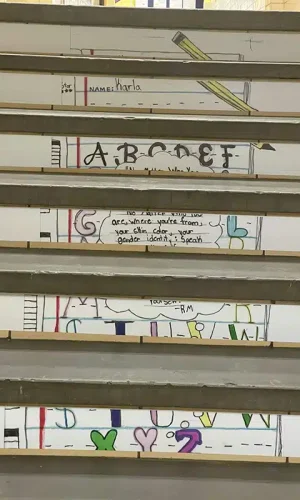 NAME: Karla
A B C D E F
No matter who you
are, where you're from,
your skin color, your
gender identity: Speak
G L
yourself."
-RM
S T U V W
S T U V W
X Y Z